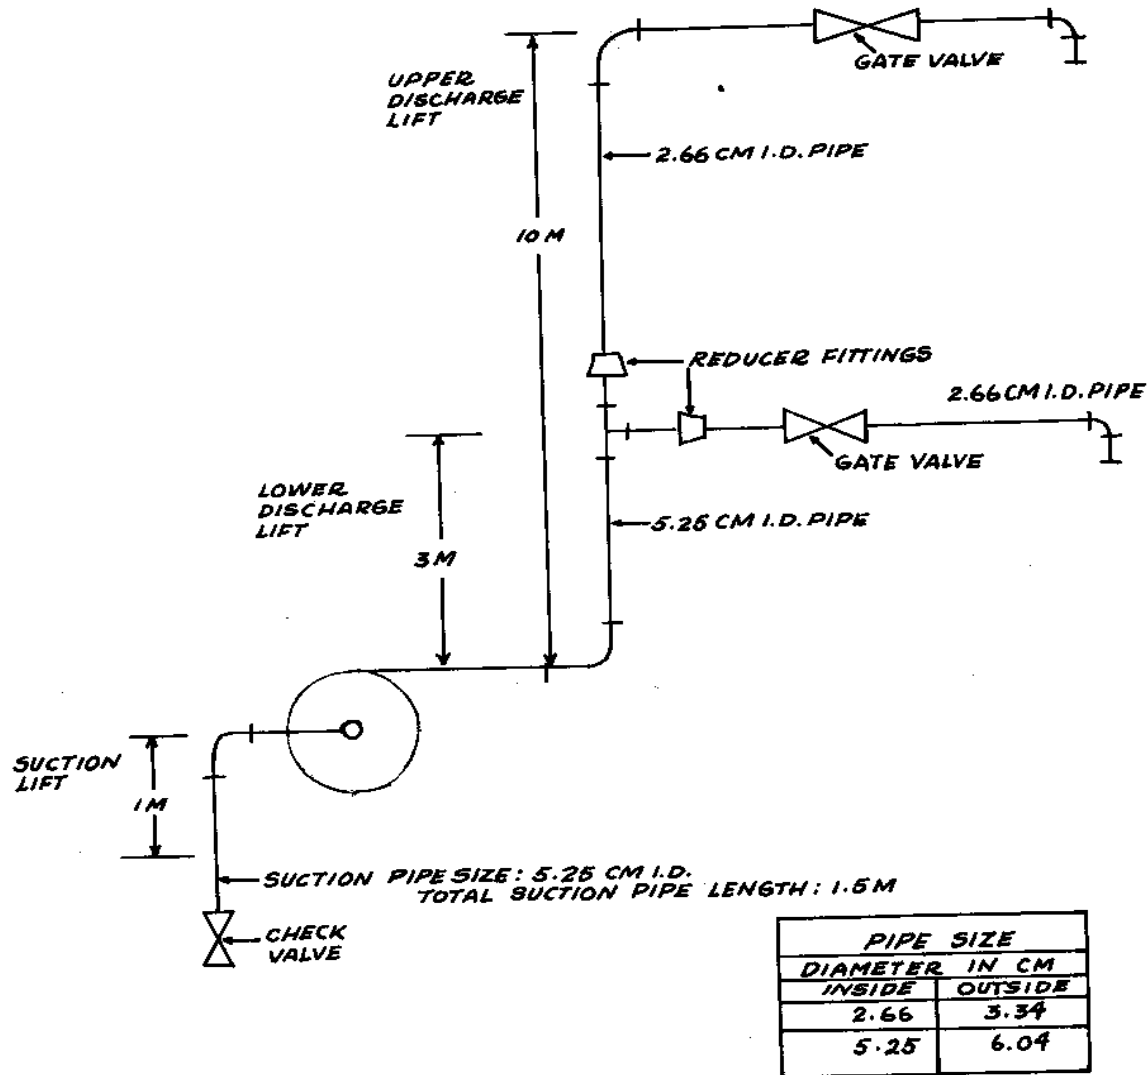 GATE VALVE
UPPER
DISCHARGE
LIFT
2.66 CM I.D. PIPE
10 M
REDUCER FITTINGS
2.66 CM I.D. PIPE
GATE VALVE
LOWER
DISCHARGE
LIFT
5.25 CM I.D. PIPE
3 M
SUCTION
LIFT
1 M
SUCTION PIPE SIZE: 5.25 CM I.D.
TOTAL SUCTION PIPE LENGTH: 1.5 M
CHECK
VALVE
PIPE SIZE
DIAMETER IN CM
INSIDE OUTSIDE
2.66 3.34
5.25 6.04